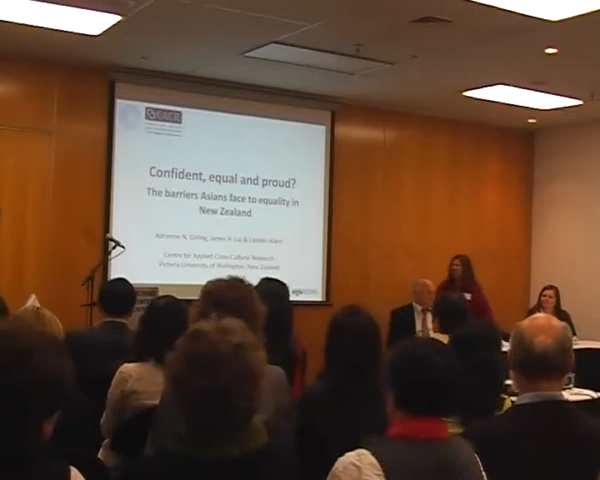 CACR
Confident, equal and proud?
The barriers Asians face to equality in
New Zealand
Adrienne N. Girling, James H. Liu & Colleen Ward
Centre for Applied Cross-Cultural Research
Victoria University of Wellington, New Zealand